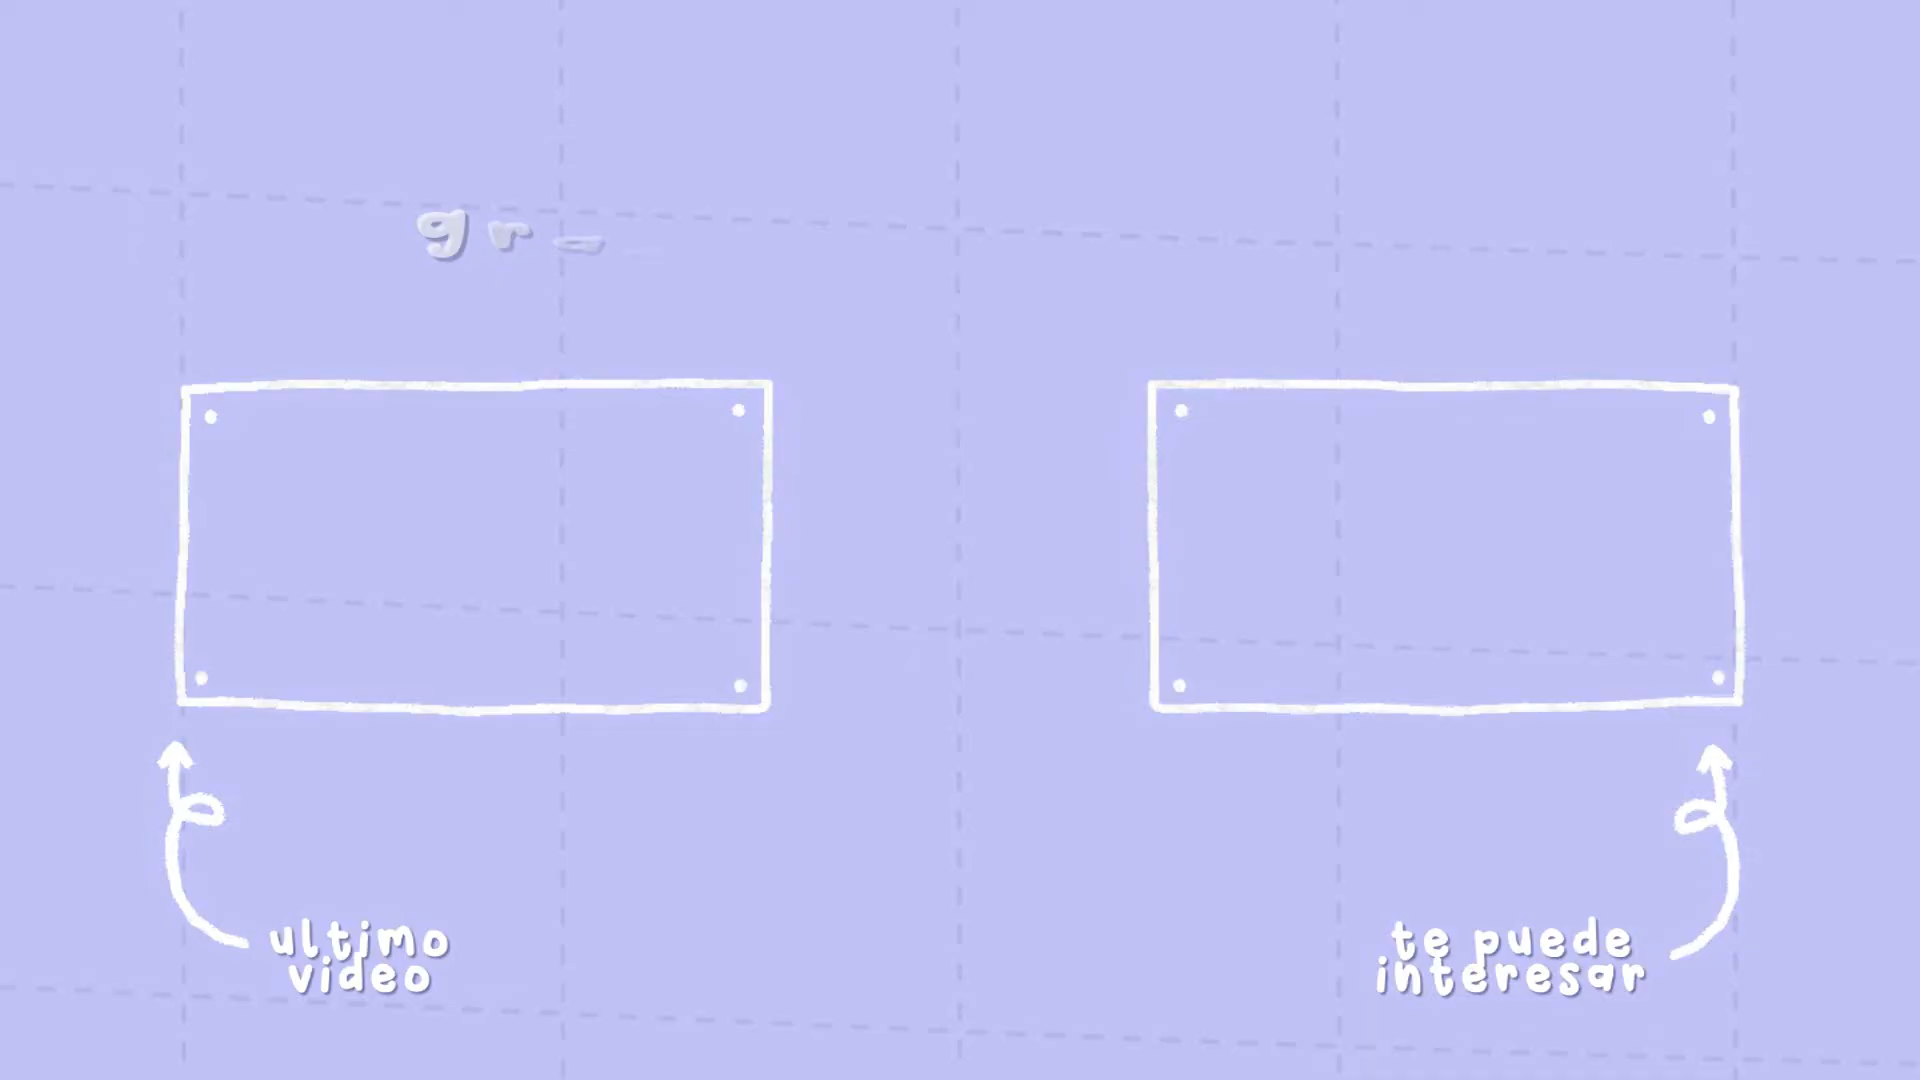 gr
ultimo
video
te puede
interesar